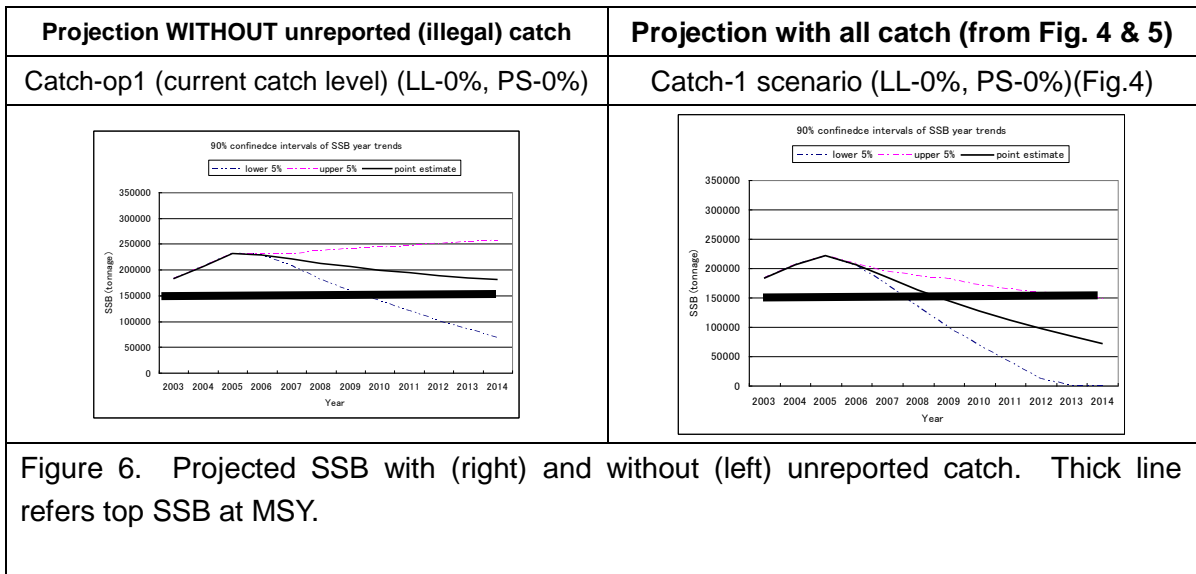 Projection WITHOUT unreported (illegal) catch
Projection with all catch (from Fig. 4 & 5)
Catch-op1 (current catch level) (LL-0%, PS-0%)
Catch-1 scenario (LL-0%, PS-0%)(Fig.4)
90% confinedce intervals of SSB year trends
lower 5% upper 5% point estimate
350000
300000
250000
200000
150000
100000
50000
0
SSB (tonnage)
2003 2004 2005 2006 2007 2008 2009 2010 2011 2012 2013 2014
Year
90% confinedce intervals of SSB year trends
lower 5% upper 5% point estimate
350000
300000
250000
200000
150000
100000
50000
0
SSB (tonnage)
2003 2004 2005 2006 2007 2008 2009 2010 2011 2012 2013 2014
Year
Figure 6. Projected SSB with (right) and without (left) unreported catch. Thick line
refers top SSB at MSY.